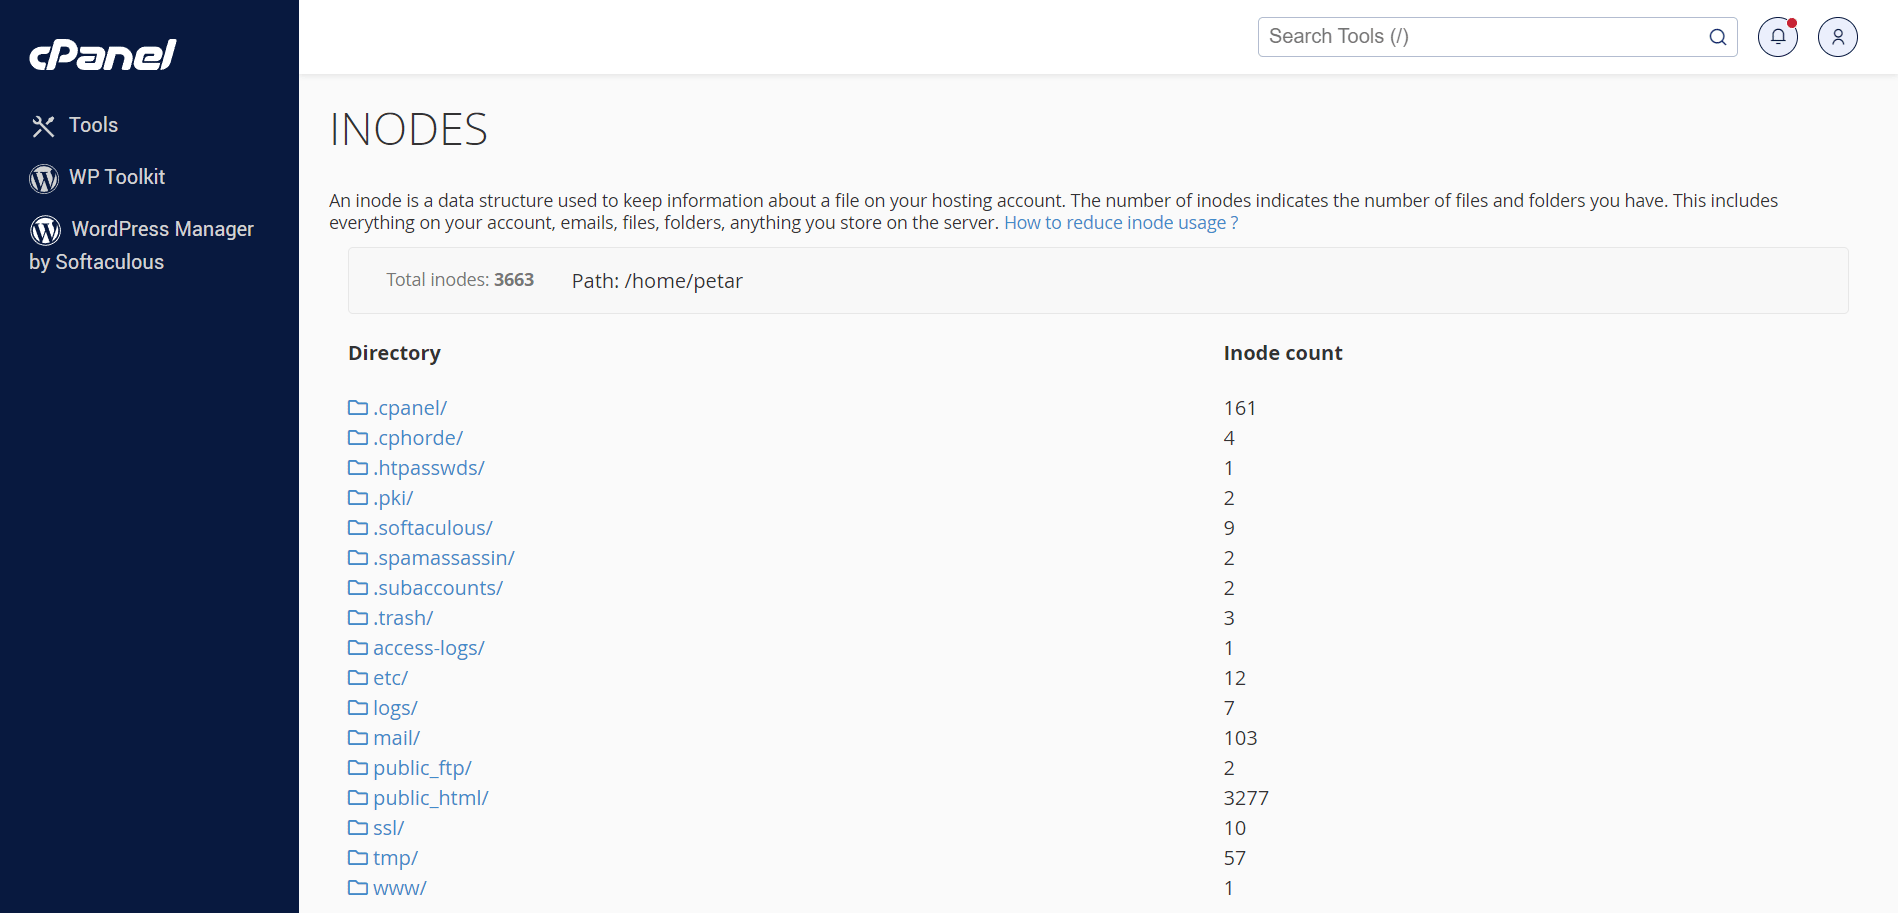 cPanel
Search Tools (/)
Tools
WP Toolkit
WordPress Manager
by Softaculous
INODES
An inode is a data structure used to keep information about a file on your hosting account. The number of inodes indicates the number of files and folders you have. This includes
everything on your account, emails, files, folders, anything you store on the server. How to reduce inode usage ?
Total inodes: 3663 Path: /home/petar
Directory Inode count
.cpanel/ 161
.cphorde/ 4
.htpasswds/ 1
.pki/ 2
.softaculous/ 9
.spamassassin/ 2
.subaccounts/ 2
.trash/ 3
access-logs/ 1
etc/ 12
logs/ 7
mail/ 103
public_ftp/ 2
public_html/ 3277
ssl/ 10
tmp/ 57
www/ 1